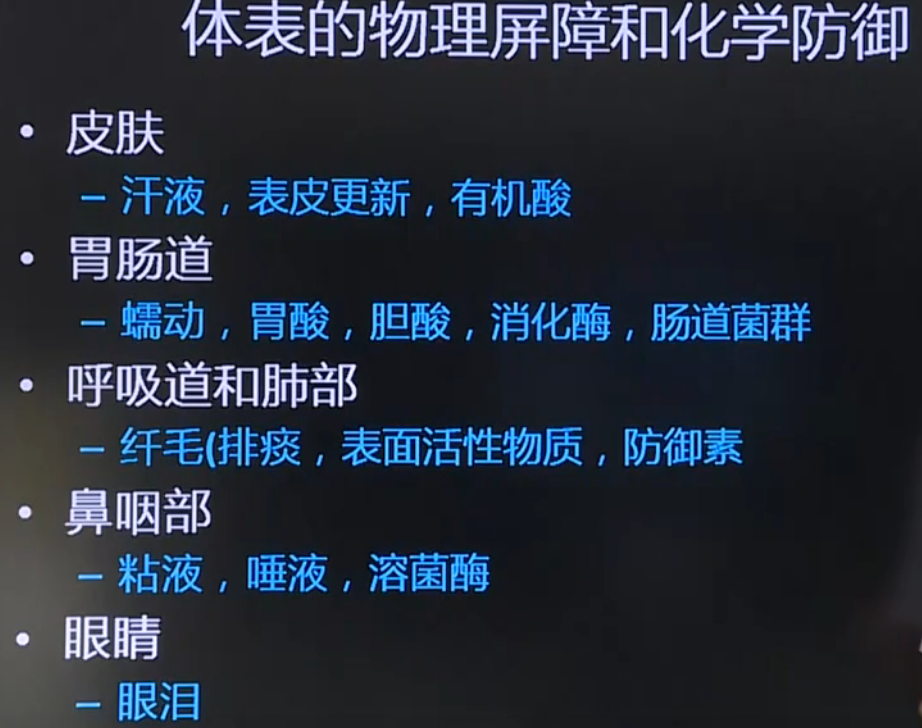 体表的物理屏障和化学防御
• 皮肤
– 汗液，表皮更新，有机酸
• 胃肠道
– 蠕动，胃酸，胆酸，消化酶，肠道菌群
• 呼吸道和肺部
– 纤毛(排痰，表面活性物质，防御素
• 鼻咽部
– 粘液，唾液，溶菌酶
• 眼睛
– 眼泪